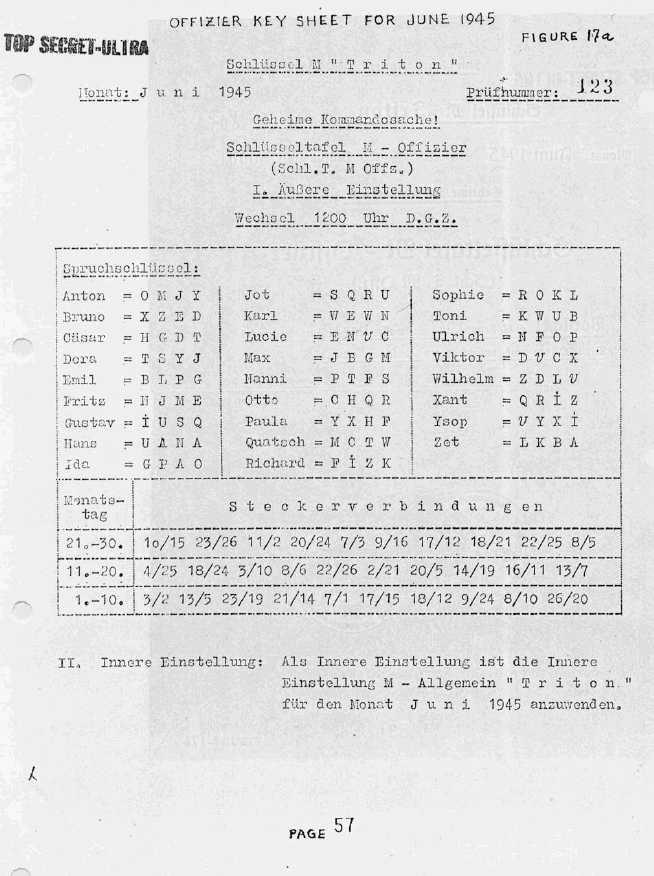 OFFIZIER KEY SHEET FOR JUNE 1945
FIGURE 17a
TOP SECRET-ULTRA
Schlüssel M " T r i t o n "
Monat: J u n i 1945 Prüfnummer: 123
Geheime Kommandosache!
Schlüsseltafel M - Offizier
(Schl.T. M Offz.)
I. Äußere Einstellung
Wechsel 1200 Uhr D.G.Z.
Spruchschlüssel:
Anton = O M J Y Jot = S Q R U Sophie = R O K L
Bruno = X Z E D Karl = W E W N Toni = K W U B
Cäsar = H G D T Lucie = E N V C Ulrich = N F O P
Dora = T S Y J Max = J B G M Viktor = D V C X
Emil = B L P G Nanni = P T F S Wilhelm = Z D L V
Fritz = N J M E Otto = C H Q R Xant = Q R İ Z
Gustav = İ U S Q Paula = Y X H F Ysop = V Y X İ
Hans = U A N A Quatsch = M C T W Zet = L K B A
Ida = G P A O Richard = F İ Z K
Monats-
tag S t e c k e r v e r b i n d u n g e n
21.-30. 10/15 23/26 11/2 20/24 7/3 9/16 17/12 18/21 22/25 8/5
11.-20. 4/25 18/24 3/10 8/6 22/26 2/21 20/5 14/19 16/11 13/7
1.-10. 3/2 13/5 23/19 21/14 7/1 17/15 18/12 9/24 8/10 26/20
II. Innere Einstellung: Als Innere Einstellung ist die Innere
Einstellung M - Allgemein " T r i t o n "
für den Monat J u n i 1945 anzuwenden.
PAGE 57